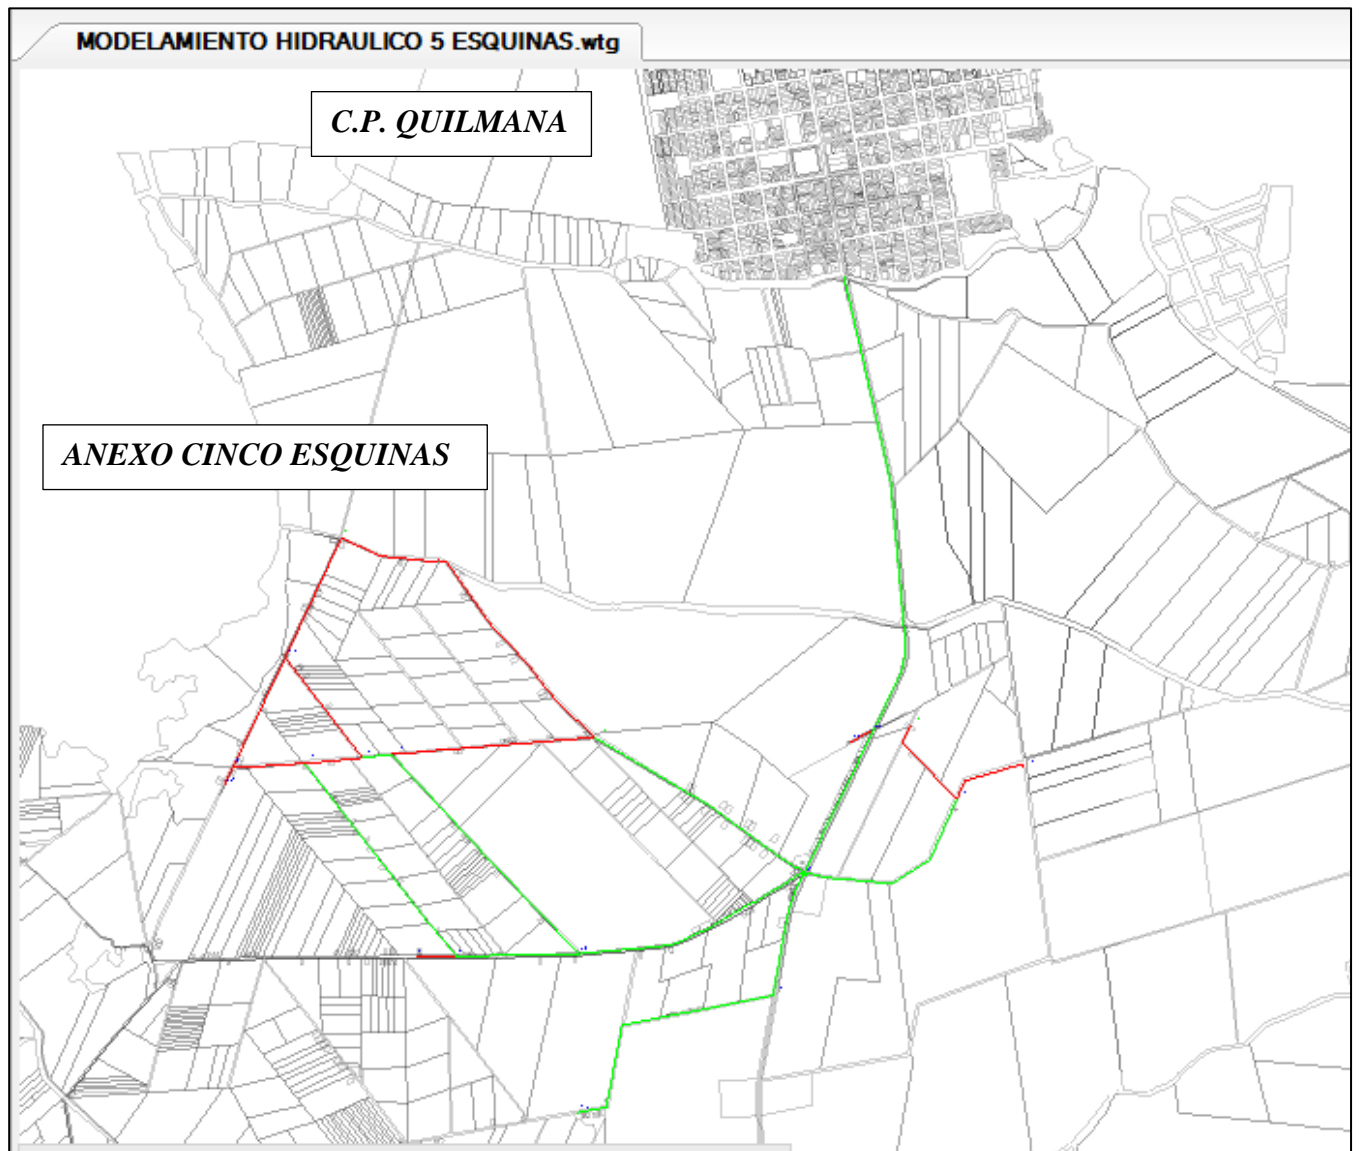 MODELAMIENTO HIDRAULICO 5 ESQUINAS.wtg
C.P. QUILMANA
ANEXO CINCO ESQUINAS